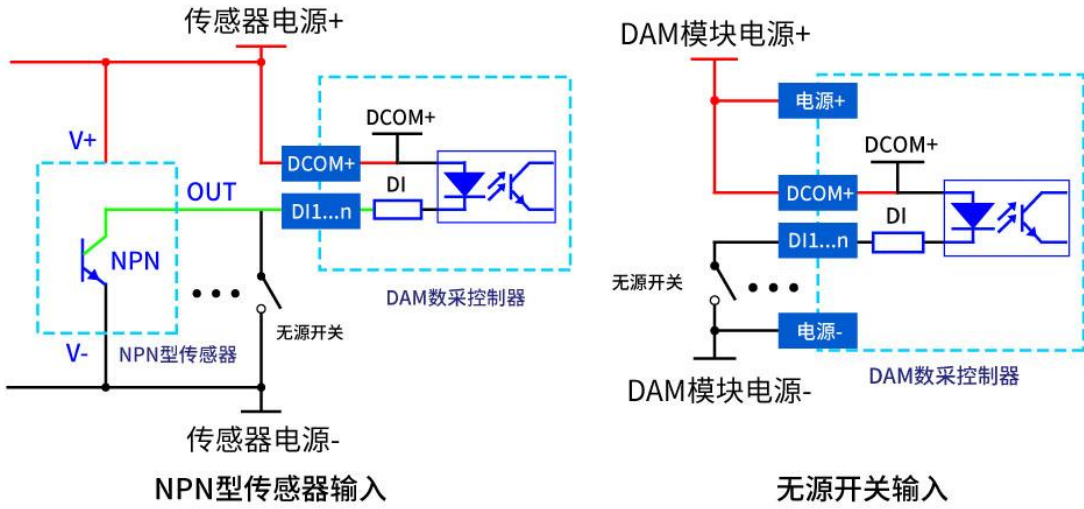 传感器电源+
V+
OUT
NPN
V-
NPN型传感器
DCOM+
DCOM+
DI
DI1...n
无源开关
DAM数采控制器
传感器电源-
NPN型传感器输入
DAM模块电源+
电源+
DCOM+
DCOM+
DI
DI1...n
无源开关
电源-
DAM数采控制器
DAM模块电源-
无源开关输入